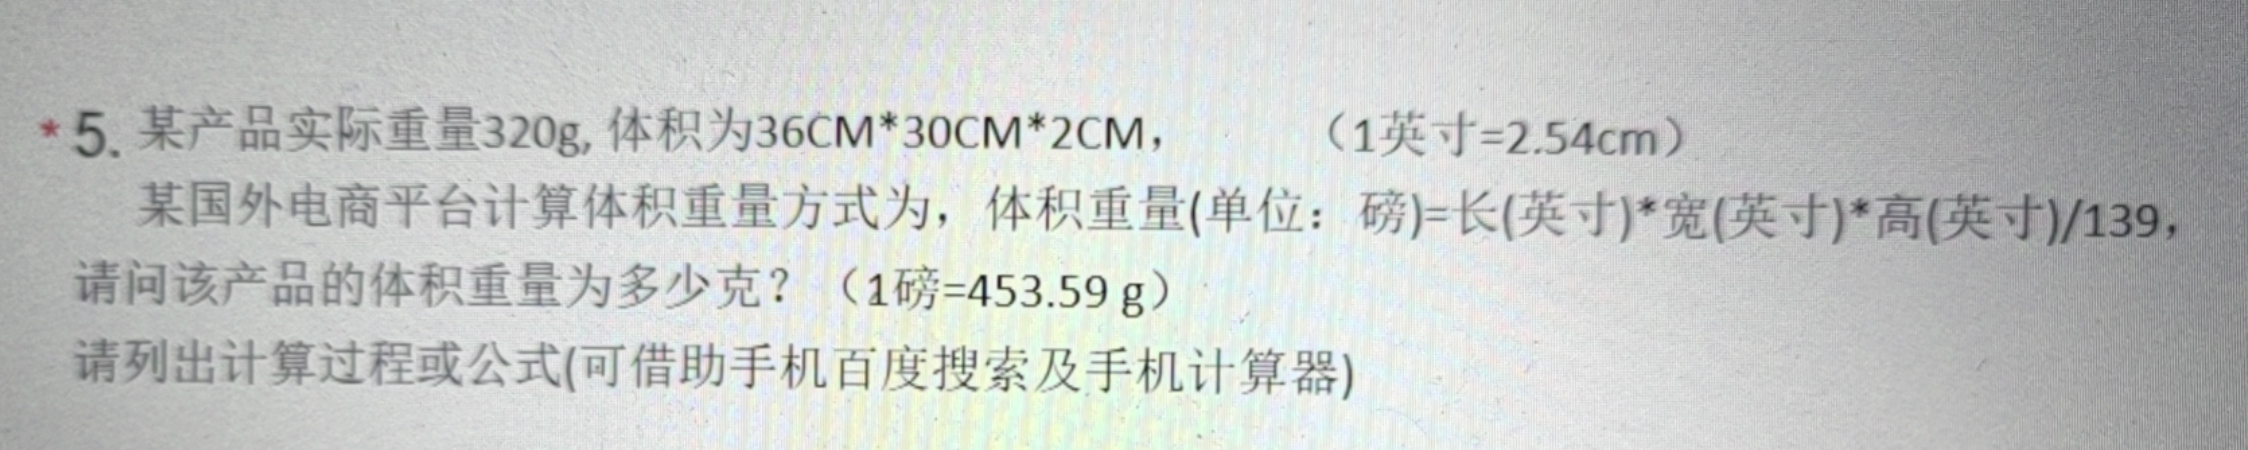 *5. 某产品实际重量320g, 体积为36CM*30CM*2CM， （1英寸=2.54cm）
某国外电商平台计算体积重量方式为，体积重量(单位：磅)=长(英寸)*宽(英寸)*高(英寸)/139，
请问该产品的体积重量为多少克？（1磅=453.59 g）
请列出计算过程或公式(可借助手机百度搜索及手机计算器)